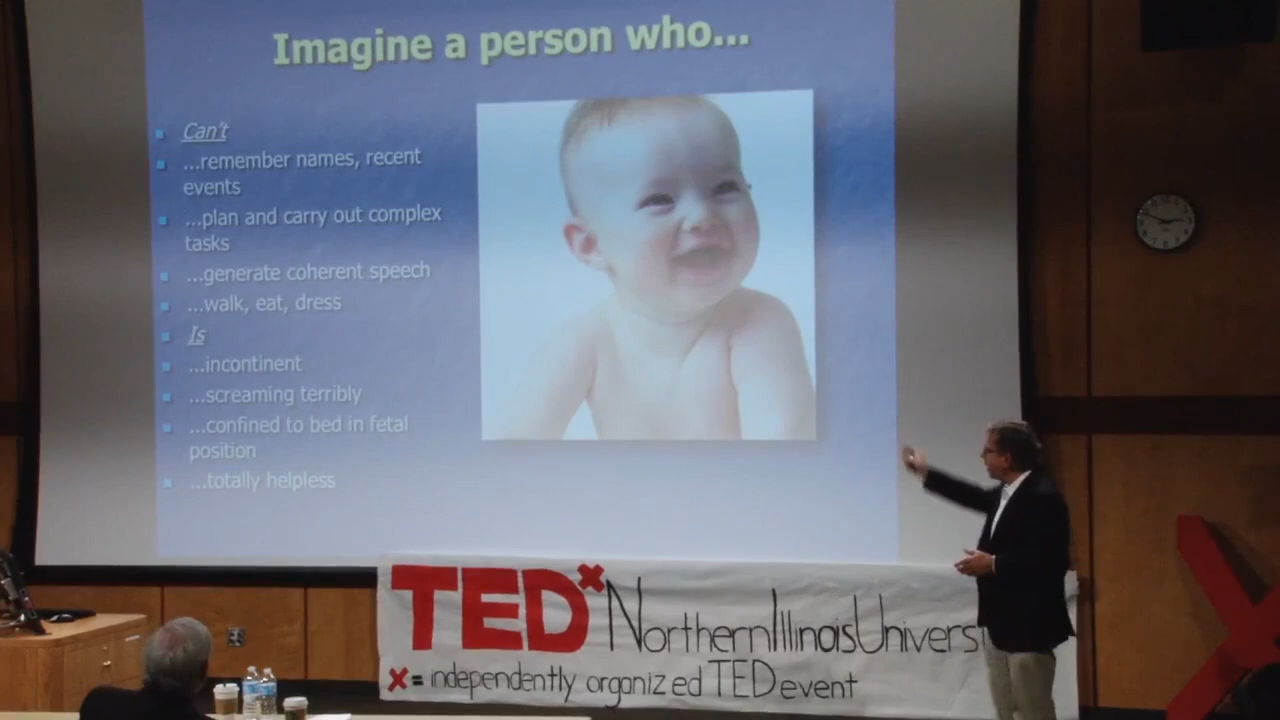 Imagine a person who...
Can't
...remember names, recent
events
...plan and carry out complex
tasks
...generate coherent speech
...walk, eat, dress
Is
...incontinent
...screaming terribly
...confined to bed in fetal
position
...totally helpless
TEDx NorthernIllinoisUniversi
x = independently organized TED event